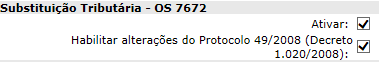 Substituição Tributária - OS 7672
Ativar:
Habilitar alterações do Protocolo 49/2008 (Decreto
1.020/2008):